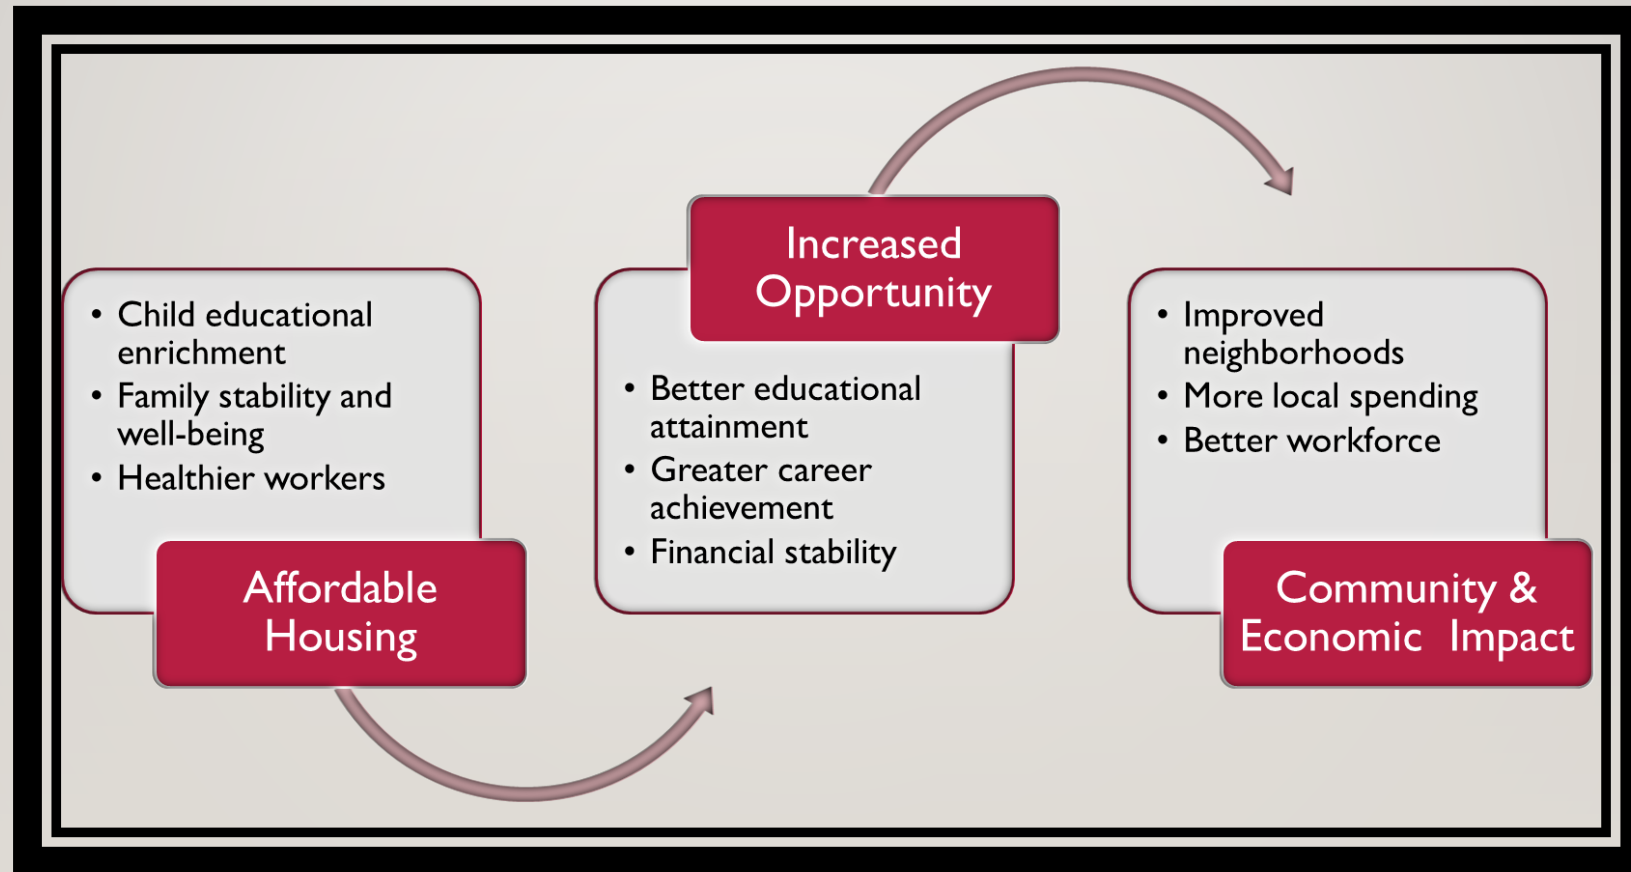 • Child educational
enrichment
• Family stability and
well-being
• Healthier workers
Affordable
Housing
Increased
Opportunity
• Better educational
attainment
• Greater career
achievement
• Financial stability
• Improved
neighborhoods
• More local spending
• Better workforce
Community &
Economic  Impact